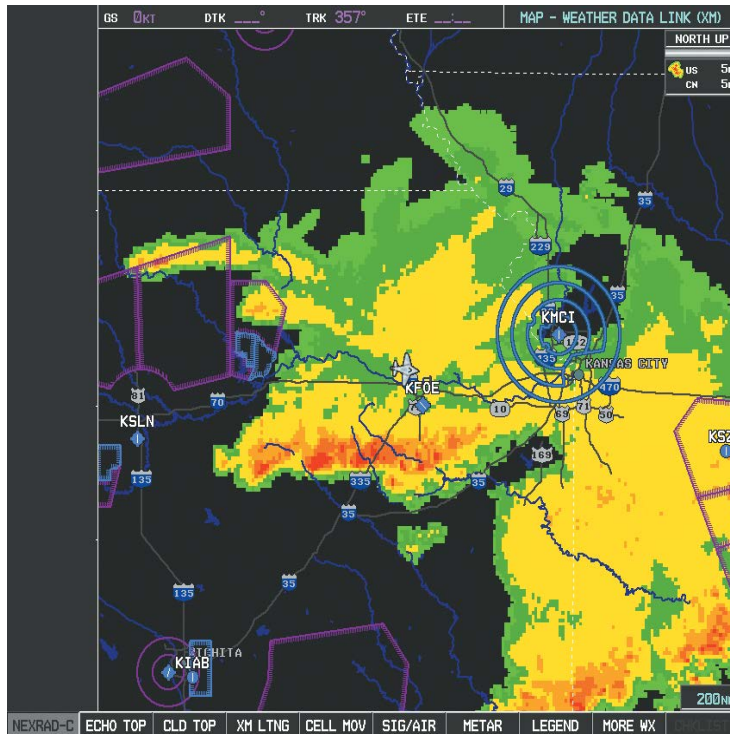 GS 0KT DTK ___° TRK 357° ETE __:__ MAP - WEATHER DATA LINK (XM)
NORTH UP
US 5
CN 5
29
35
229
35
KMCI
435
KANSAS CITY
470
KFOE
81
70
10
69
71
50
KSLN
169
135
335
35
35
35
135
KIAB
200
NEXRAD-C ECHO TOP CLD TOP XM LTNG CELL MOV SIG/AIR METAR LEGEND MORE WX CHKLIST